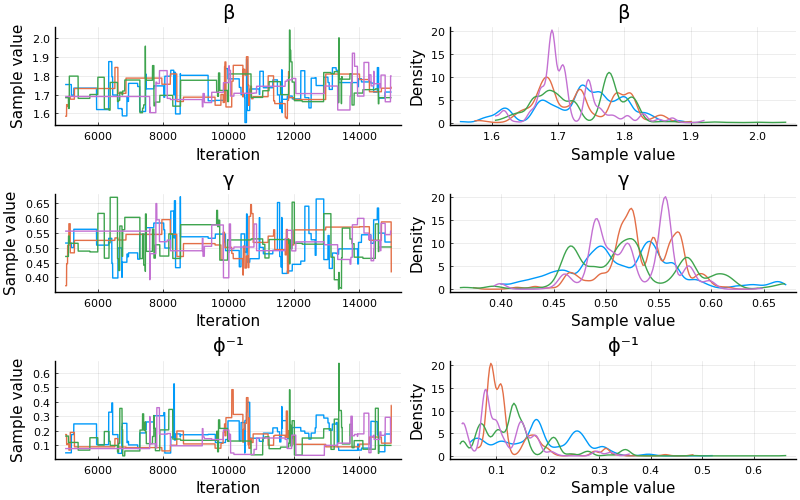 β
Sample value
2.0
1.9
1.8
1.7
1.6
6000 8000 10000 12000 14000
Iteration
β
Density
20
15
10
5
0
1.6 1.7 1.8 1.9 2.0
Sample value
γ
Sample value
0.65
0.60
0.55
0.50
0.45
0.40
6000 8000 10000 12000 14000
Iteration
γ
Density
20
15
10
5
0
0.40 0.45 0.50 0.55 0.60 0.65
Sample value
ϕ⁻¹
Sample value
0.6
0.5
0.4
0.3
0.2
0.1
6000 8000 10000 12000 14000
Iteration
ϕ⁻¹
Density
20
15
10
5
0
0.1 0.2 0.3 0.4 0.5 0.6
Sample value